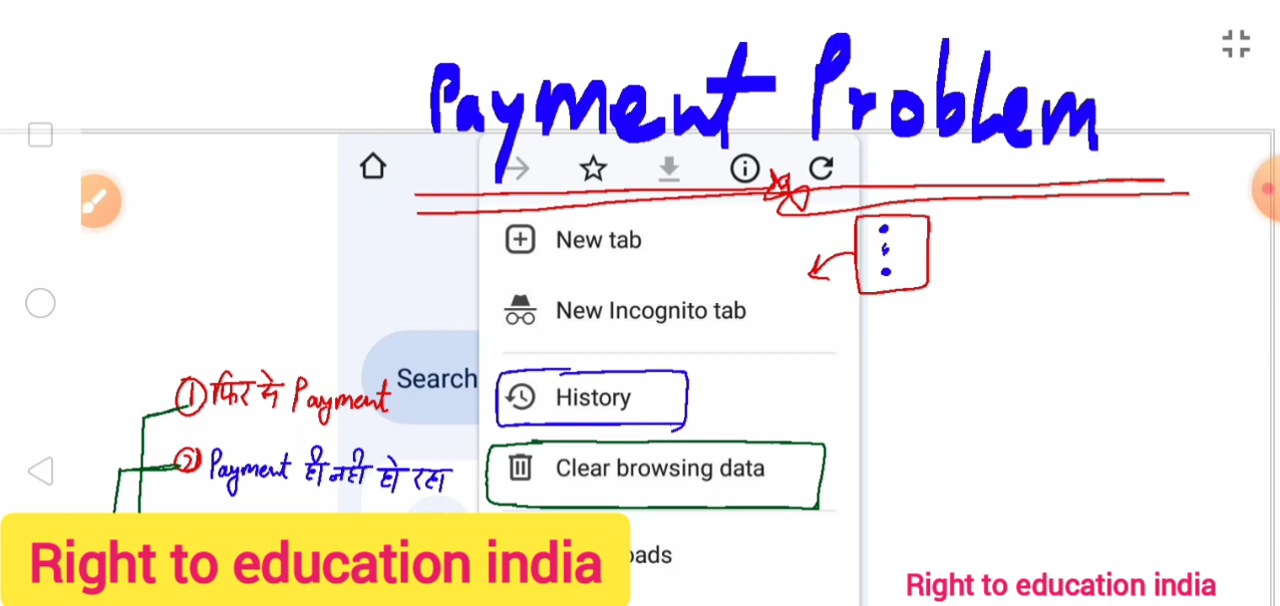 Payment Problem
New tab
New Incognito tab
Search
History
① फिर से Payment
Clear browsing data
② Payment ही नही हो रहा
oads
Right to education india
Right to education india